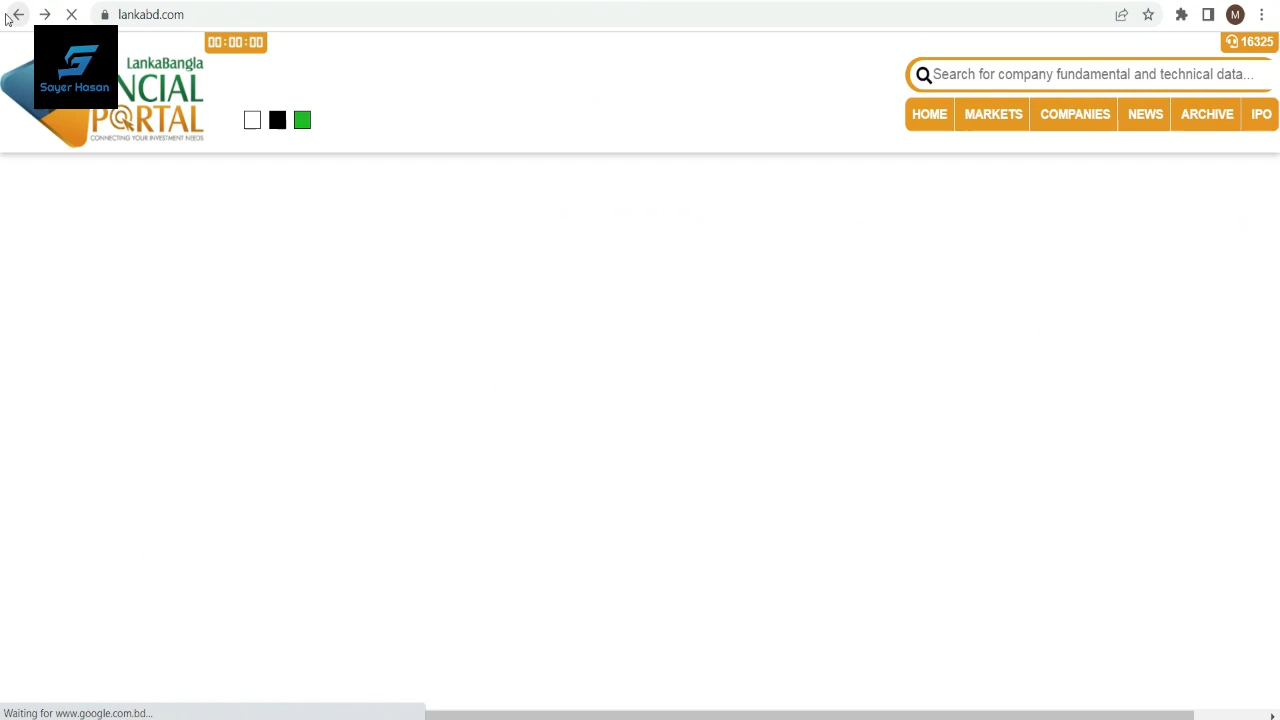 lankabd.com
00:00:00
16325
Sayer Hasan
LankaBangla
NCIAL
PORTAL
CONNECTING YOUR INVESTMENT NEEDS
Search for company fundamental and technical data...
HOME
MARKETS
COMPANIES
NEWS
ARCHIVE
IPO
M
Waiting for www.google.com.bd...